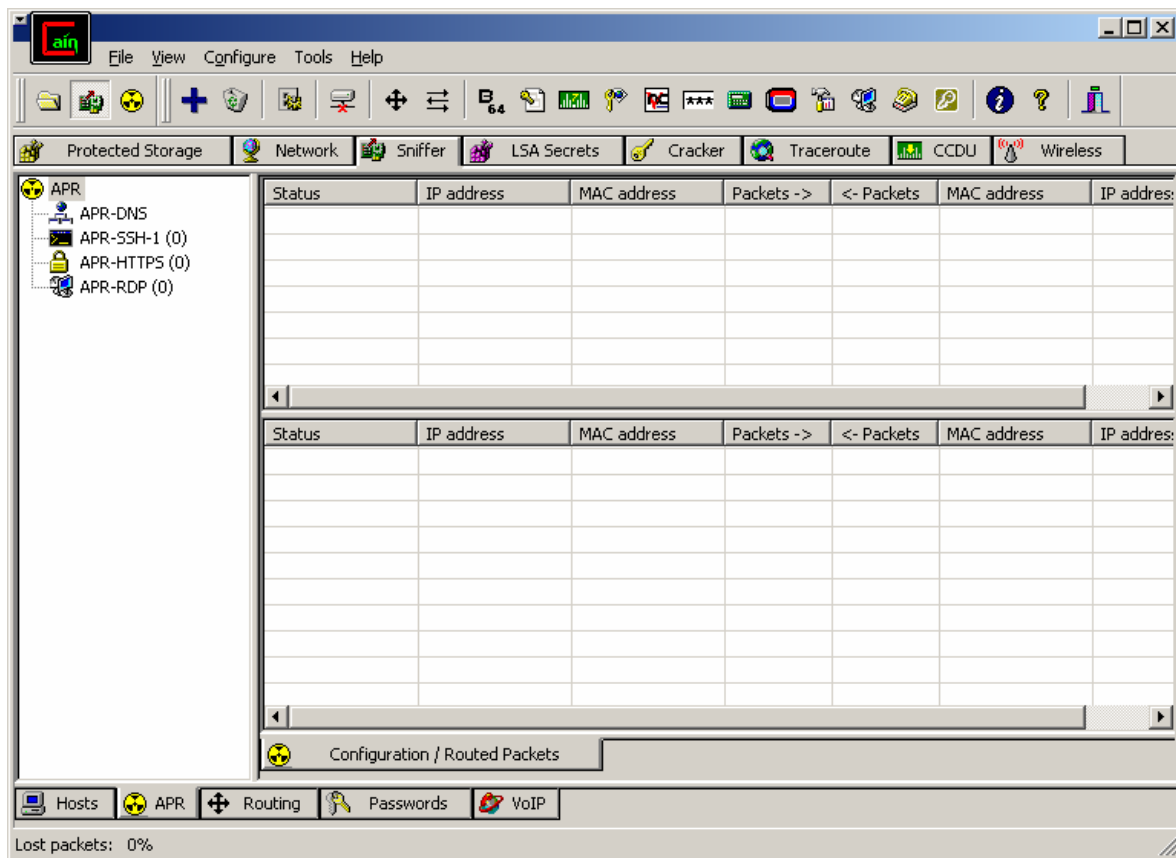 Cain
File View Configure Tools Help
B64
Protected Storage Network Sniffer LSA Secrets Cracker Traceroute CCDU Wireless
APR
APR-DNS
APR-SSH-1 (0)
APR-HTTPS (0)
APR-RDP (0)
Status IP address MAC address Packets -> <- Packets MAC address IP addres
Status IP address MAC address Packets -> <- Packets MAC address IP addres
Configuration / Routed Packets
Hosts APR Routing Passwords VoIP
Lost packets: 0%